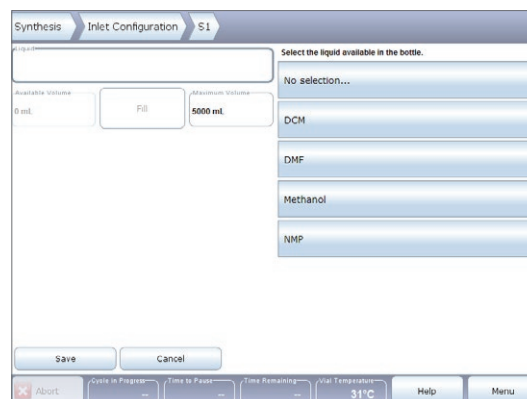 Synthesis Inlet Configuration S1
Liquid
Select the liquid available in the bottle.
No selection...
Available Volume
0 mL
Fill
Maximum Volume
5000 mL
DCM
DMF
Methanol
NMP
Save Cancel
Abort
Cycle in Progress
--
Time to Pause
--
Time Remaining
--
Vial Temperature
31°C
Help
Menu